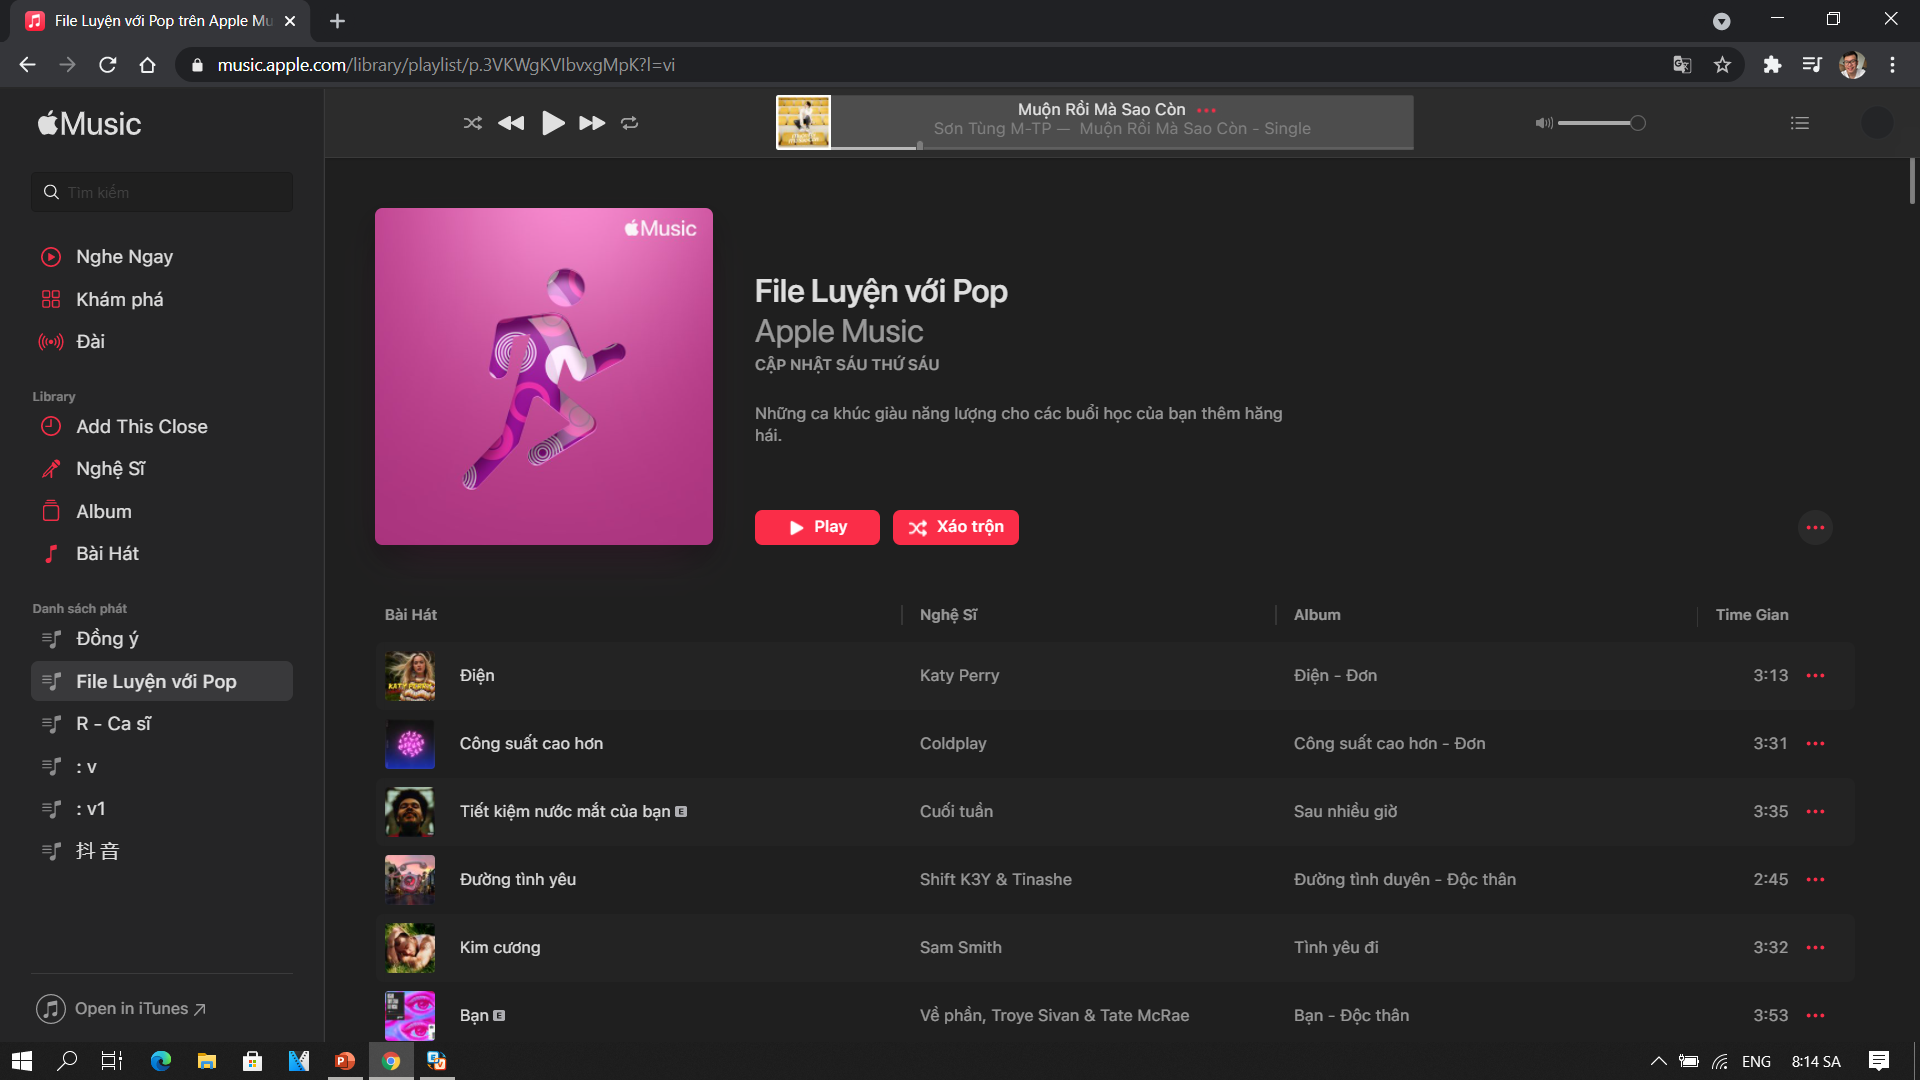 File Luyện với Pop trên Apple Mu
music.apple.com/library/playlist/p.3VKWgKVIbvxgMpK?l=vi
Music
Muộn Rồi Mà Sao Còn
Sơn Tùng M-TP — Muộn Rồi Mà Sao Còn - Single
Tìm kiếm
Nghe Ngay
Khám phá
Đài
Library
Add This Close
Nghệ Sĩ
Album
Bài Hát
Danh sách phát
Đồng ý
File Luyện với Pop
R - Ca sĩ
: v
: v1
抖 音
Open in iTunes
Music
File Luyện với Pop
Apple Music
CẬP NHẬT SÁU THỨ SÁU
Những ca khúc giàu năng lượng cho các buổi học của bạn thêm hăng
hái.
Play
Xáo trộn
Bài Hát Nghệ Sĩ Album Time Gian
KATY PERRY
Điện Katy Perry Điện - Đơn 3:13
Công suất cao hơn Coldplay Công suất cao hơn - Đơn 3:31
Tiết kiệm nước mắt của bạn E Cuối tuần Sau nhiều giờ 3:35
Đường tình yêu Shift K3Y & Tinashe Đường tình duyên - Độc thân 2:45
Kim cương Sam Smith Tình yêu đi 3:32
Bạn E Về phần, Troye Sivan & Tate McRae Bạn - Độc thân 3:53
ENG 8:14 SA